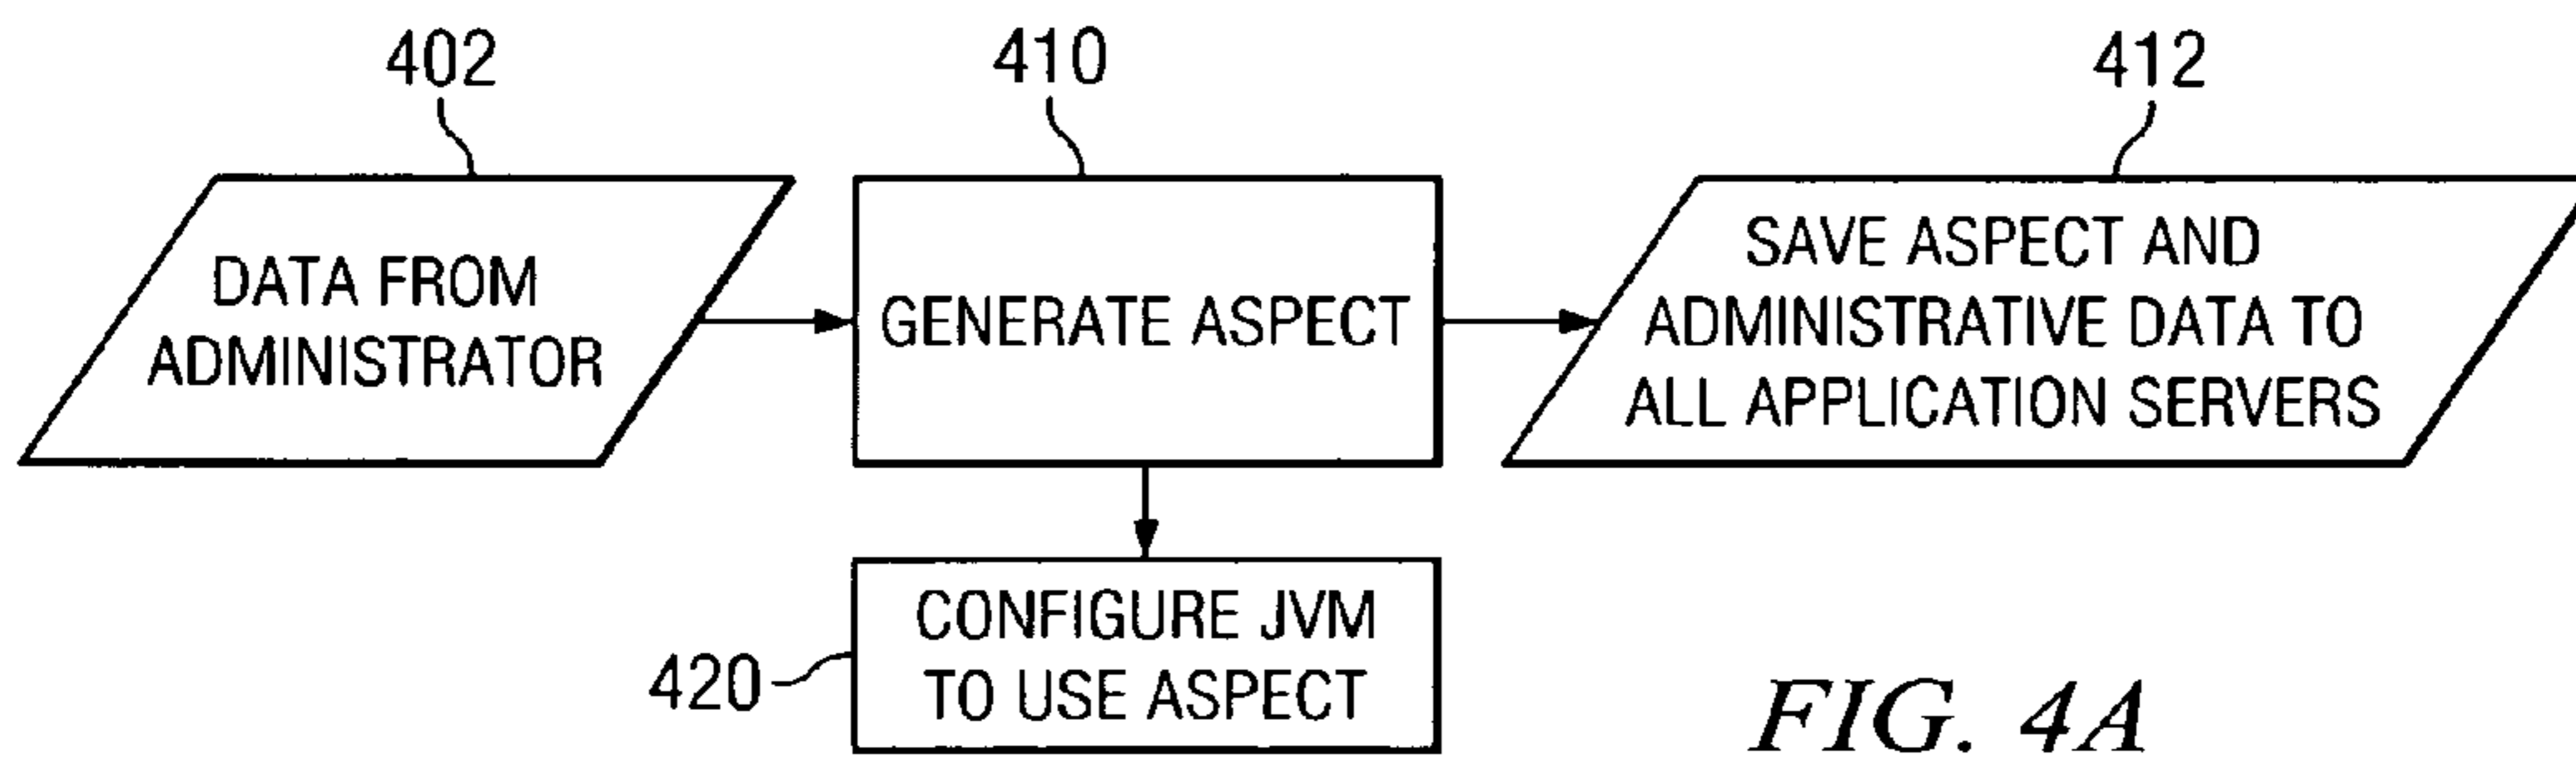 402
410
412
DATA FROM
ADMINISTRATOR
GENERATE ASPECT
SAVE ASPECT AND
ADMINISTRATIVE DATA TO
ALL APPLICATION SERVERS
420
CONFIGURE JVM
TO USE ASPECT
FIG. 4A